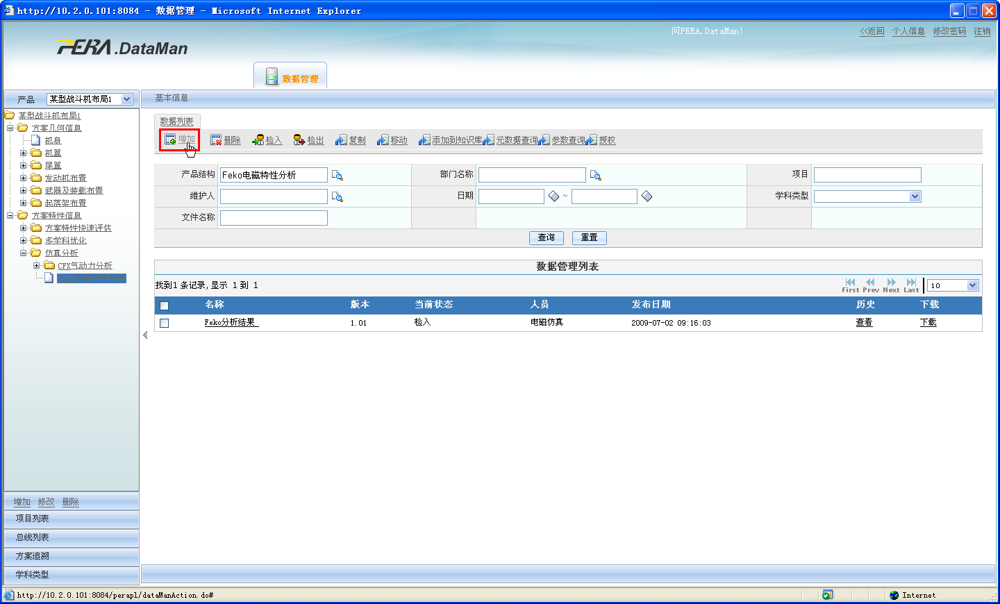 http://10.2.0.101:8084 - 数据管理 - Microsoft Internet Explorer
问PERA.DataMan!
<<返回 个人信息 修改密码 注销
PERA.DataMan
数据管理
产品 某型战斗机布局1
基本信息
某型战斗机布局1
方案几何信息
机身
机翼
尾翼
发动机布置
武器及装载布置
起落架布置
方案特性信息
方案特性快速评估
多学科优化
仿真分析
CFX气动力分析
Feko电磁特性分析
增加 修改 删除
项目列表
总线列表
方案追溯
学科类型
数据列表
增加 删除 检入 检出 复制 移动 添加到知识库 元数据查询 参数查询 授权
产品结构 Feko电磁特性分析 部门名称 项目
维护人 日期 ~ 学科类型
文件名称
查询 重置
数据管理列表
找到1 条记录,显示 1 到 1
First Prev Next Last 10
名称 版本 当前状态 人员 发布日期 历史 下载
Feko分析结果 1.01 检入 电磁仿真 2009-07-02 09:16:03 查看 下载
http://10.2.0.101:8084/perapl/dataManAction.do#
Internet